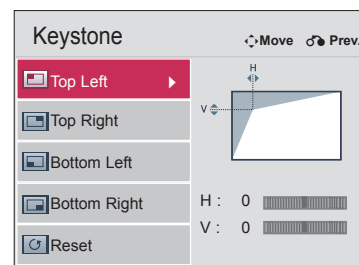 Keystone
Move Prev.
Top Left
Top Right
Bottom Left
Bottom Right
Reset
H
V
H : 0
V : 0